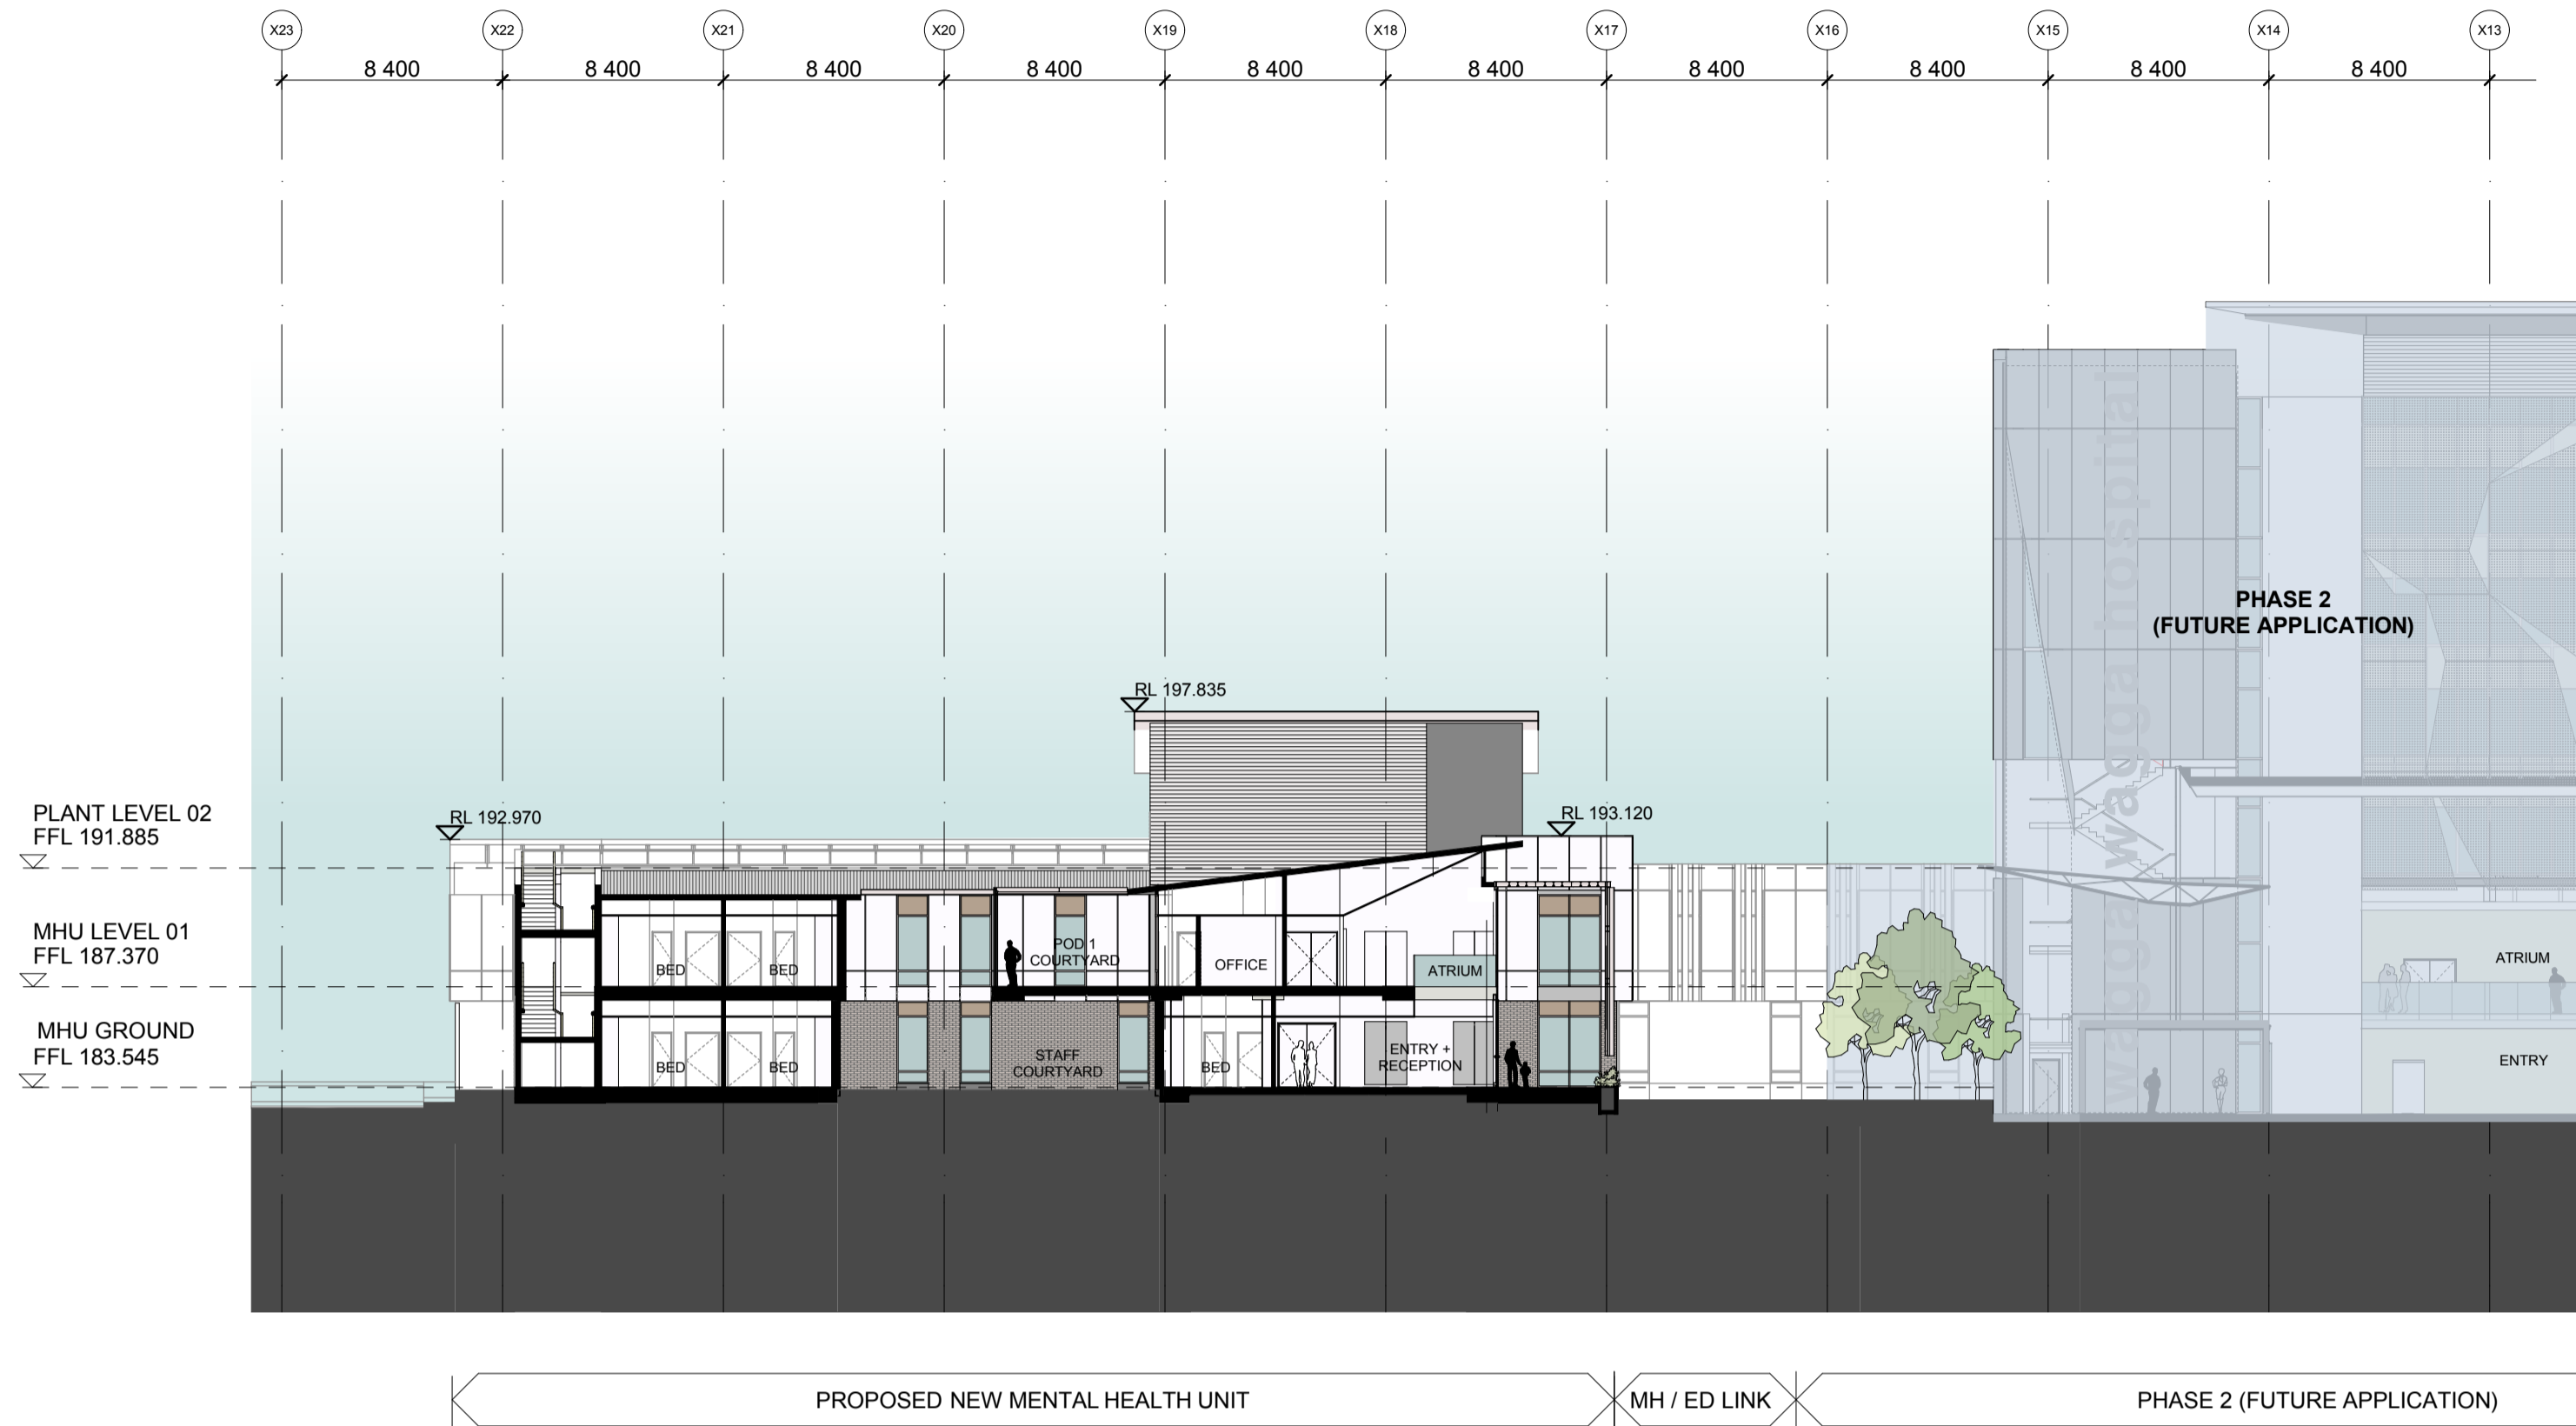 X23
X22
X21
X20
X19
X18
X17
X16
X15
X14
X13
8 400
8 400
8 400
8 400
8 400
8 400
8 400
8 400
8 400
8 400
wagga wagga hospital
PHASE 2
(FUTURE APPLICATION)
RL 197.835
RL 192.970
RL 193.120
PLANT LEVEL 02
FFL 191.885
MHU LEVEL 01
FFL 187.370
MHU GROUND
FFL 183.545
BED
BED
POD 1
COURTYARD
OFFICE
ATRIUM
ATRIUM
BED
BED
STAFF
COURTYARD
BED
ENTRY +
RECEPTION
ENTRY
PROPOSED NEW MENTAL HEALTH UNIT
MH / ED LINK
PHASE 2 (FUTURE APPLICATION)